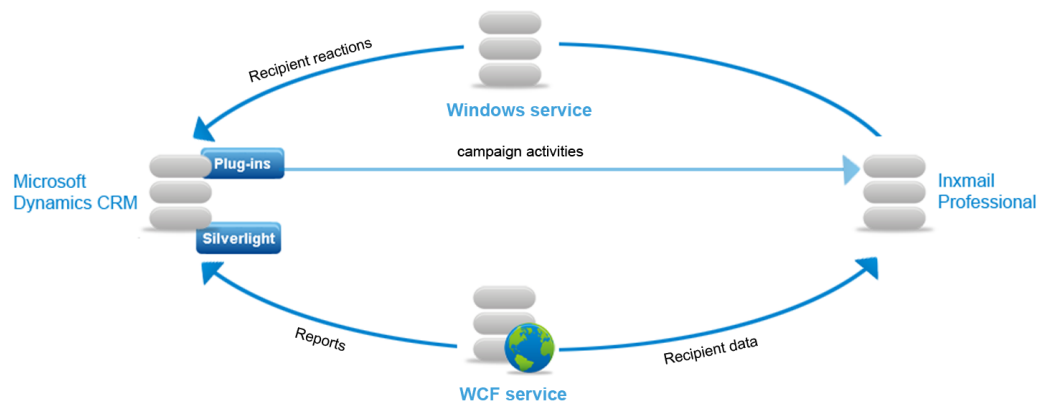 Recipient reactions
Windows service
Plug-ins
campaign activities
Microsoft
Dynamics CRM
Inxmail
Professional
Silverlight
Reports
Recipient data
WCF service